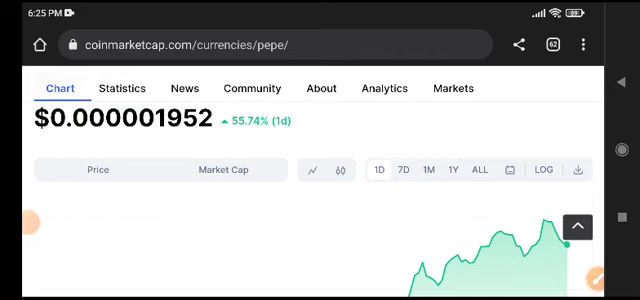 6:25 PM
coinmarketcap.com/currencies/pepe/
62
Chart Statistics News Community About Analytics Markets
$0.000001952 55.74% (1d)
Price Market Cap 1D 7D 1M 1Y ALL LOG